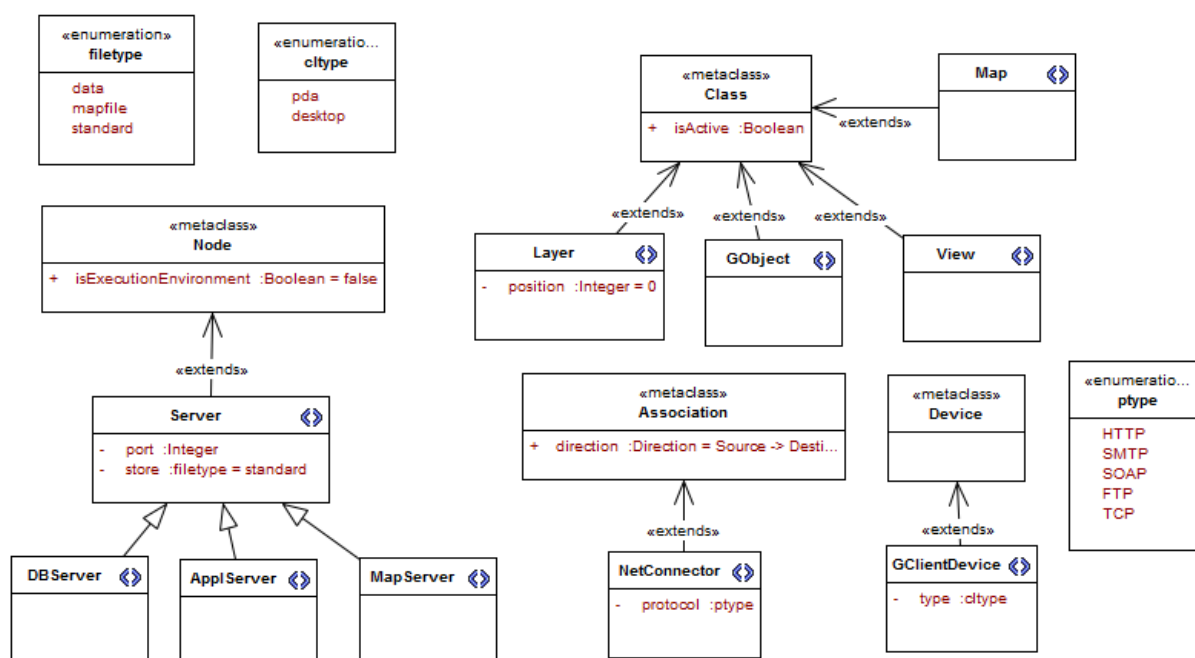 «enumeration»
filetype
data
mapfile
standard
«enumeratio...
cltype
pda
desktop
«metaclass»
Class
+ isActive :Boolean
Map
«extends»
«extends»
«extends»
«extends»
«metaclass»
Node
+ isExecutionEnvironment :Boolean = false
Layer
- position :Integer = 0
GObject
View
«extends»
Server
- port :Integer
- store :filetype = standard
«metaclass»
Association
+ direction :Direction = Source -> Desti...
«metaclass»
Device
«enumeratio...
ptype
HTTP
SMTP
SOAP
FTP
TCP
«extends»
«extends»
DBServer
ApplServer
MapServer
NetConnector
- protocol :ptype
GClientDevice
- type :cltype